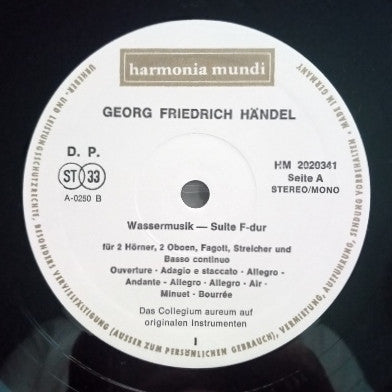 harmonia mundi
GEORG FRIEDRICH HÄNDEL
D. P.
ST 33
A-0250 B
HM 2020341
Seite A
STEREO/MONO
Wassermusik — Suite F-dur
für 2 Hörner, 2 Oboen, Fagott, Streicher und
Basso continuo
Ouverture - Adagio e staccato - Allegro -
Andante - Allegro - Allegro - Air -
Minuet - Bourrée
Das Collegium aureum auf
originalen Instrumenten
I
URHEBER- UND LEISTUNGSSCHUTZRECHTE, BESONDERS VERVIELFÄLTIGUNG (AUSSER ZUM PERSÖNLICHEN GEBRAUCH), VERMIETUNG, AUFFÜHRUNG, SENDUNG VORBEHALTEN • MADE IN GERMANY